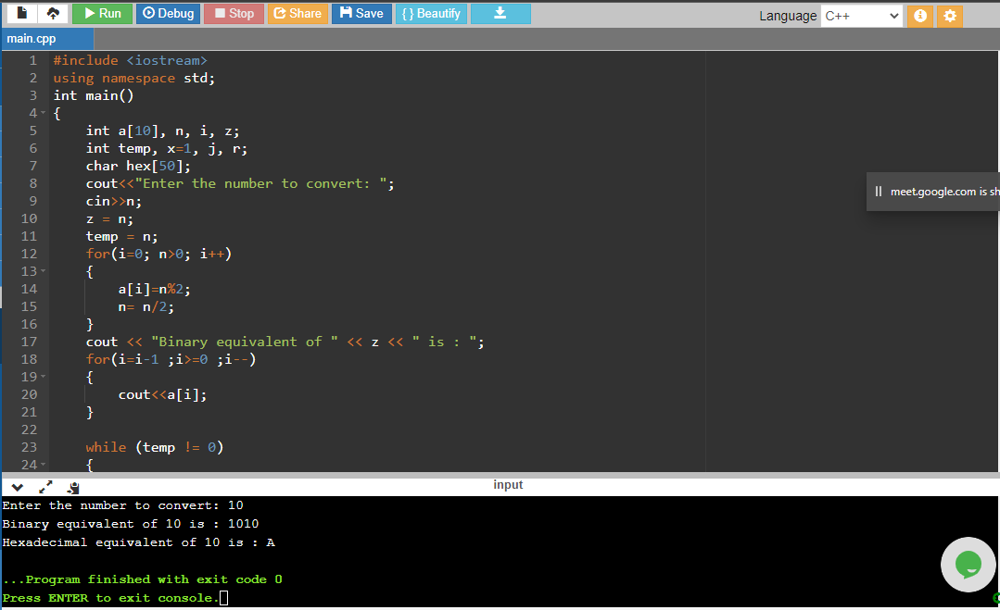 Run Debug Stop Share Save { } Beautify Language C++
main.cpp
1 #include <iostream>
2 using namespace std;
3 int main()
4 {
5 int a[10], n, i, z;
6 int temp, x=1, j, r;
7 char hex[50];
8 cout<<"Enter the number to convert: ";
9 cin>>n;
10 z = n;
11 temp = n;
12 for(i=0; n>0; i++)
13 {
14 a[i]=n%2;
15 n= n/2;
16 }
17 cout << "Binary equivalent of " << z << " is : ";
18 for(i=i-1 ;i>=0 ;i--)
19 {
20 cout<<a[i];
21 }
22
23 while (temp != 0)
24 {
meet.google.com is sh
input
Enter the number to convert: 10
Binary equivalent of 10 is : 1010
Hexadecimal equivalent of 10 is : A
...Program finished with exit code 0
Press ENTER to exit console.